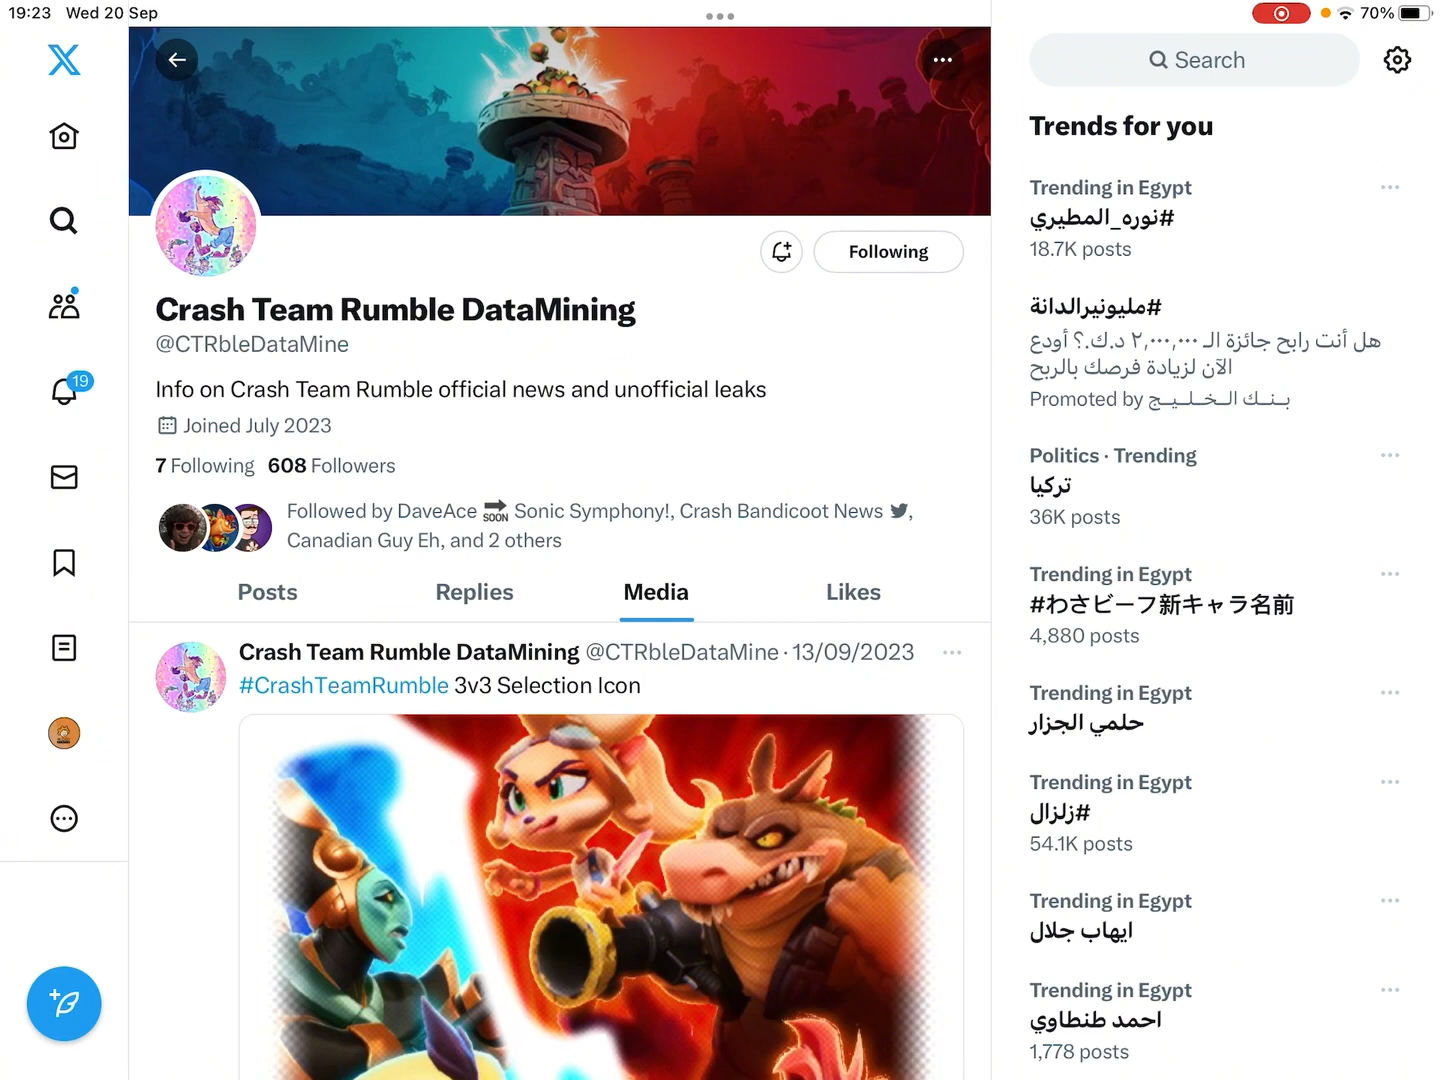 19:23 Wed 20 Sep
70%
Search
19
Following
Crash Team Rumble DataMining
@CTRbleDataMine
Info on Crash Team Rumble official news and unofficial leaks
Joined July 2023
7 Following 608 Followers
Followed by DaveAce SOON Sonic Symphony!, Crash Bandicoot News,
Canadian Guy Eh, and 2 others
Posts Replies Media Likes
Crash Team Rumble DataMining @CTRbleDataMine · 13/09/2023
#CrashTeamRumble 3v3 Selection Icon
Trends for you
Trending in Egypt
#نوره_المطيري
18.7K posts
#مليونيرالدانة
هل أنت رابح جائزة الـ ٢,٠٠٠,٠٠٠ د.ك.؟ أودع
الآن لزيادة فرصك بالربح
Promoted by بـنـك الـخـلـيـج
Politics · Trending
تركيا
36K posts
Trending in Egypt
#わさビーフ新キャラ名前
4,880 posts
Trending in Egypt
حلمي الجزار
Trending in Egypt
#زلزال
54.1K posts
Trending in Egypt
ايهاب جلال
Trending in Egypt
احمد طنطاوي
1,778 posts